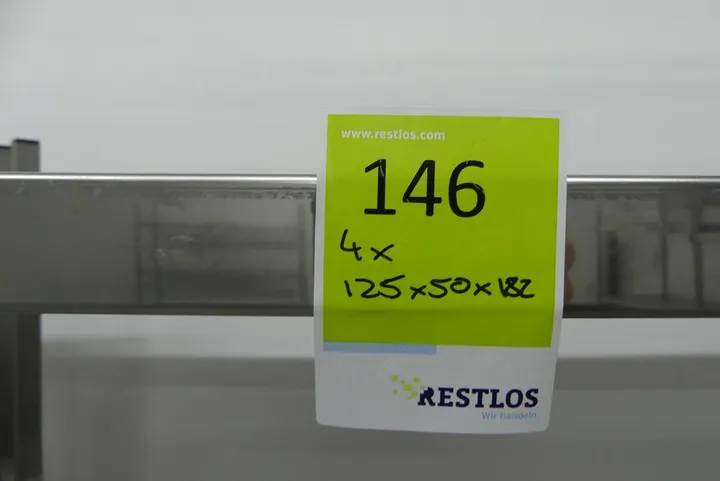 www.restlos.com
146
4x
125x50x182
RESTLOS
Wir handeln.